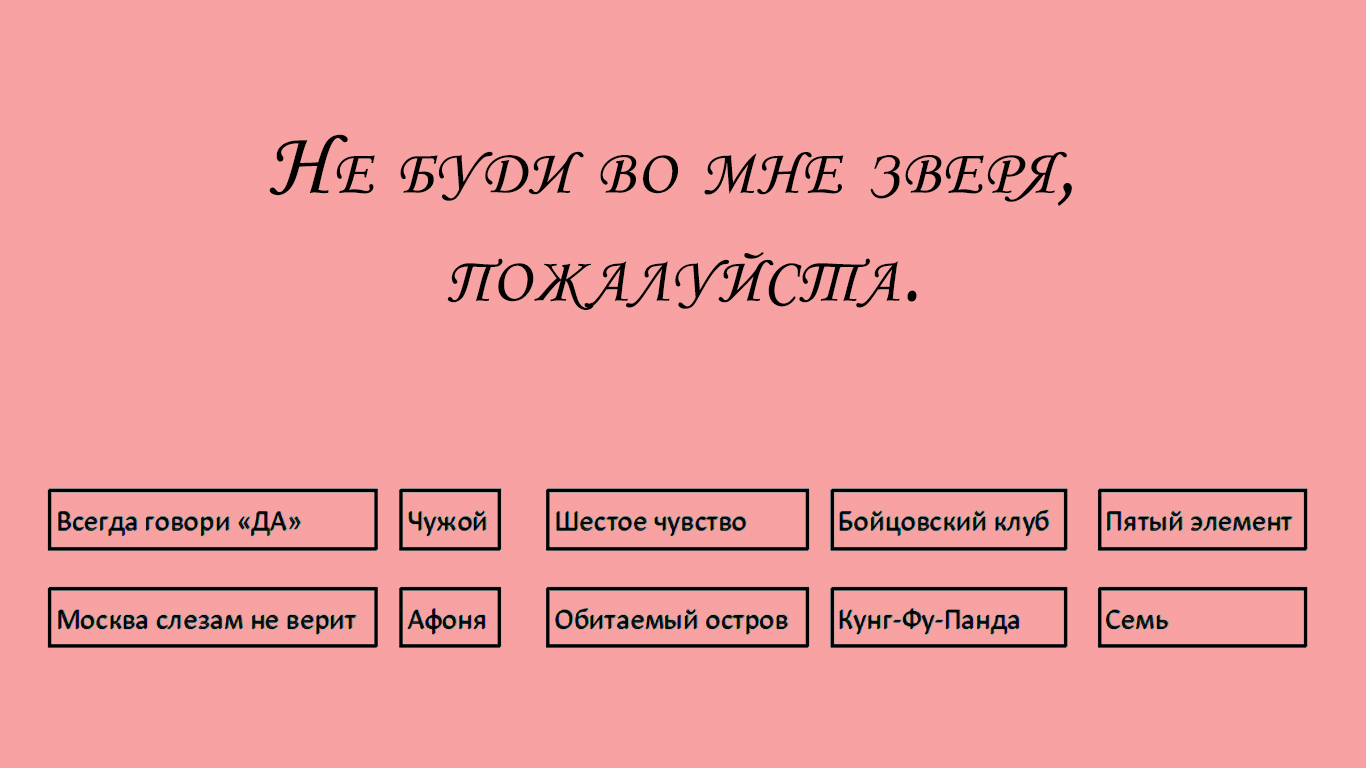 Не буди во мне зверя,
пожалуйста.
Всегда говори «ДА»
Чужой
Шестое чувство
Бойцовский клуб
Пятый элемент
Москва слезам не верит
Афоня
Обитаемый остров
Кунг-Фу-Панда
Семь